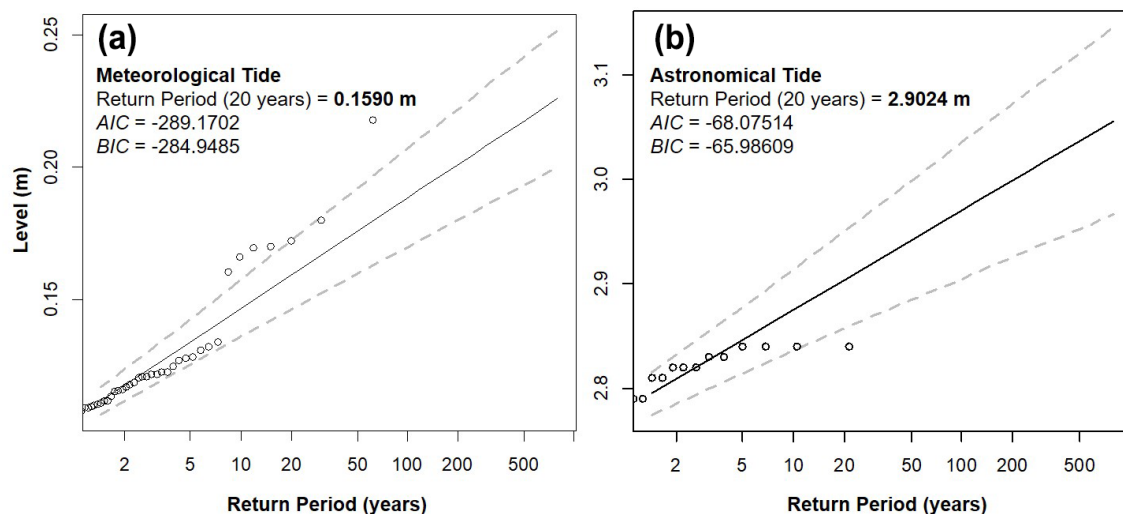 (a)
Meteorological Tide
Return Period (20 years) = 0.1590 m
AIC = -289.1702
BIC = -284.9485
Level (m)
0.25
0.20
0.15
2 5 10 20 50 100 200 500
Return Period (years)
(b)
Astronomical Tide
Return Period (20 years) = 2.9024 m
AIC = -68.07514
BIC = -65.98609
3.1
3.0
2.9
2.8
2 5 10 20 50 100 200 500
Return Period (years)